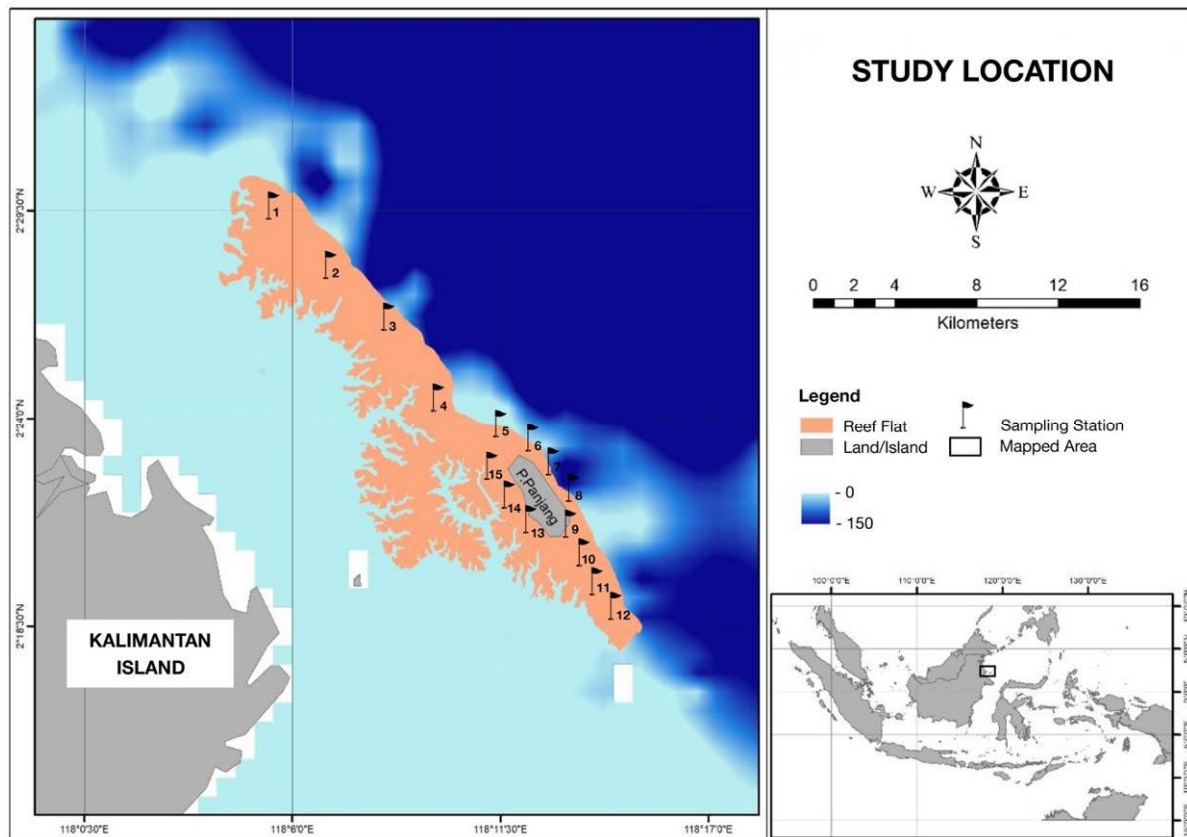 STUDY LOCATION
N
W E
S
0 2 4 8 12 16
Kilometers
Legend
Reef Flat
Sampling Station
Land/Island
Mapped Area
- 0
- 150
2°29'30"N
2°24'0"N
2°18'30"N
118°0'30"E
118°6'0"E
118°11'30"E
118°17'0"E
1
2
3
4
5
6
7
8
15
14
P.Panjang
9
13
10
11
12
KALIMANTAN
ISLAND
100°0'0"E
110°0'0"E
120°0'0"E
130°0'0"E